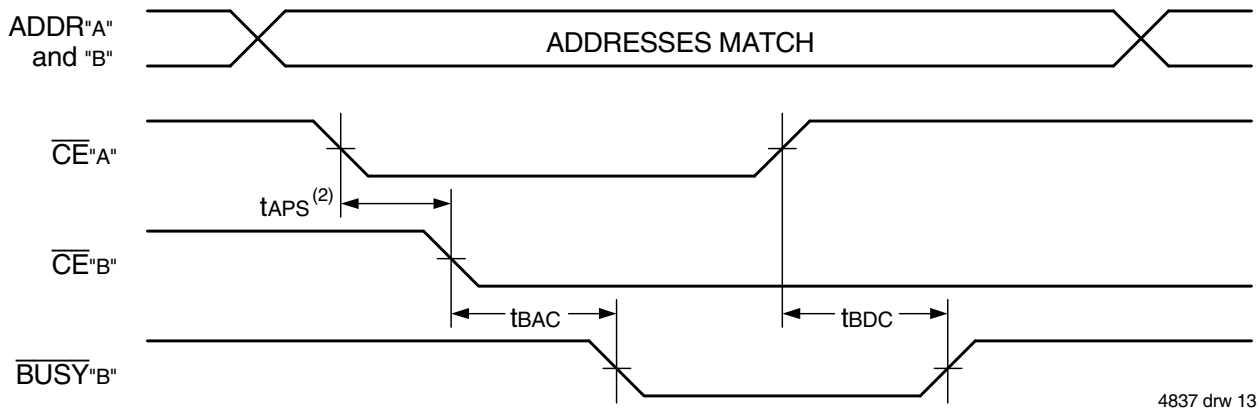 ADDR"A"
and "B"
ADDRESSES MATCH
CE"A"
tAPS (2)
CE"B"
tBAC
tBDC
BUSY"B"
4837 drw 13